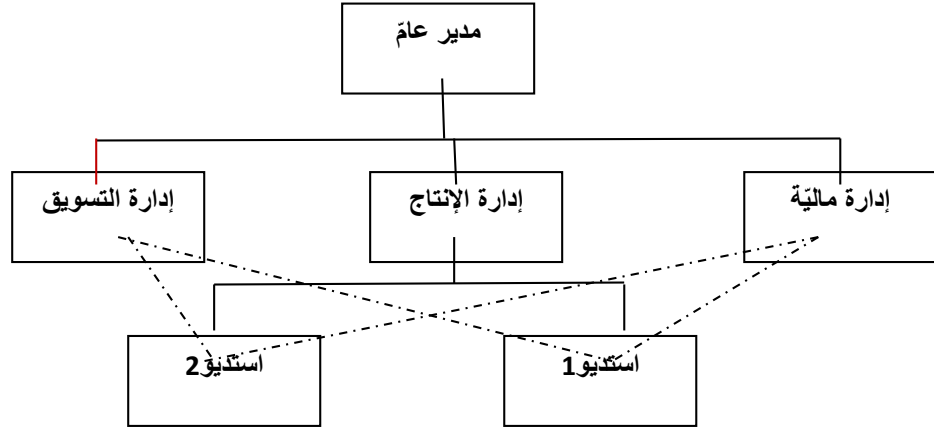 مدير عامّ
إدارة ماليّة
إدارة الإنتاج
إدارة التسويق
استديو1
استديو2